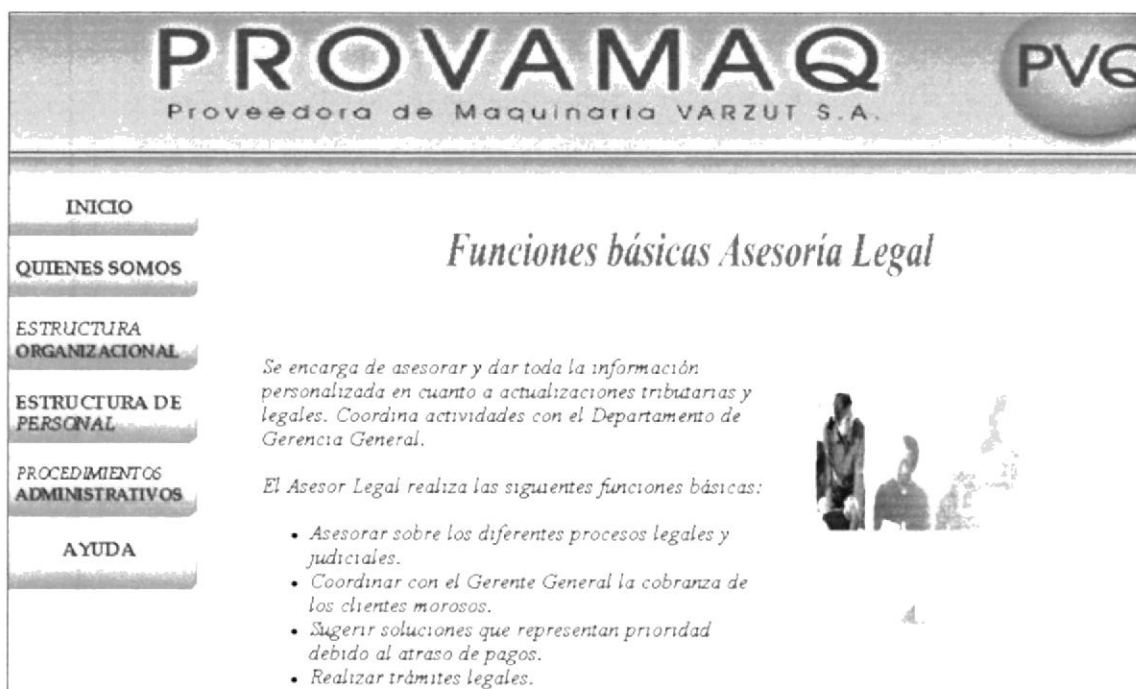 PROVAMAQ
Proveedora de Maquinaria VARZUT S.A.
PVQ
INICIO
QUIENES SOMOS
ESTRUCTURA
ORGANIZACIONAL
ESTRUCTURA DE
PERSONAL
PROCEDIMIENTOS
ADMINISTRATIVOS
AYUDA
Funciones básicas Asesoría Legal
Se encarga de asesorar y dar toda la información
personalizada en cuanto a actualizaciones tributarias y
legales. Coordina actividades con el Departamento de
Gerencia General.
El Asesor Legal realiza las siguientes funciones básicas:
• Asesorar sobre los diferentes procesos legales y
judiciales.
• Coordinar con el Gerente General la cobranza de
los clientes morosos.
• Sugerir soluciones que representan prioridad
debido al atraso de pagos.
• Realizar trámites legales.